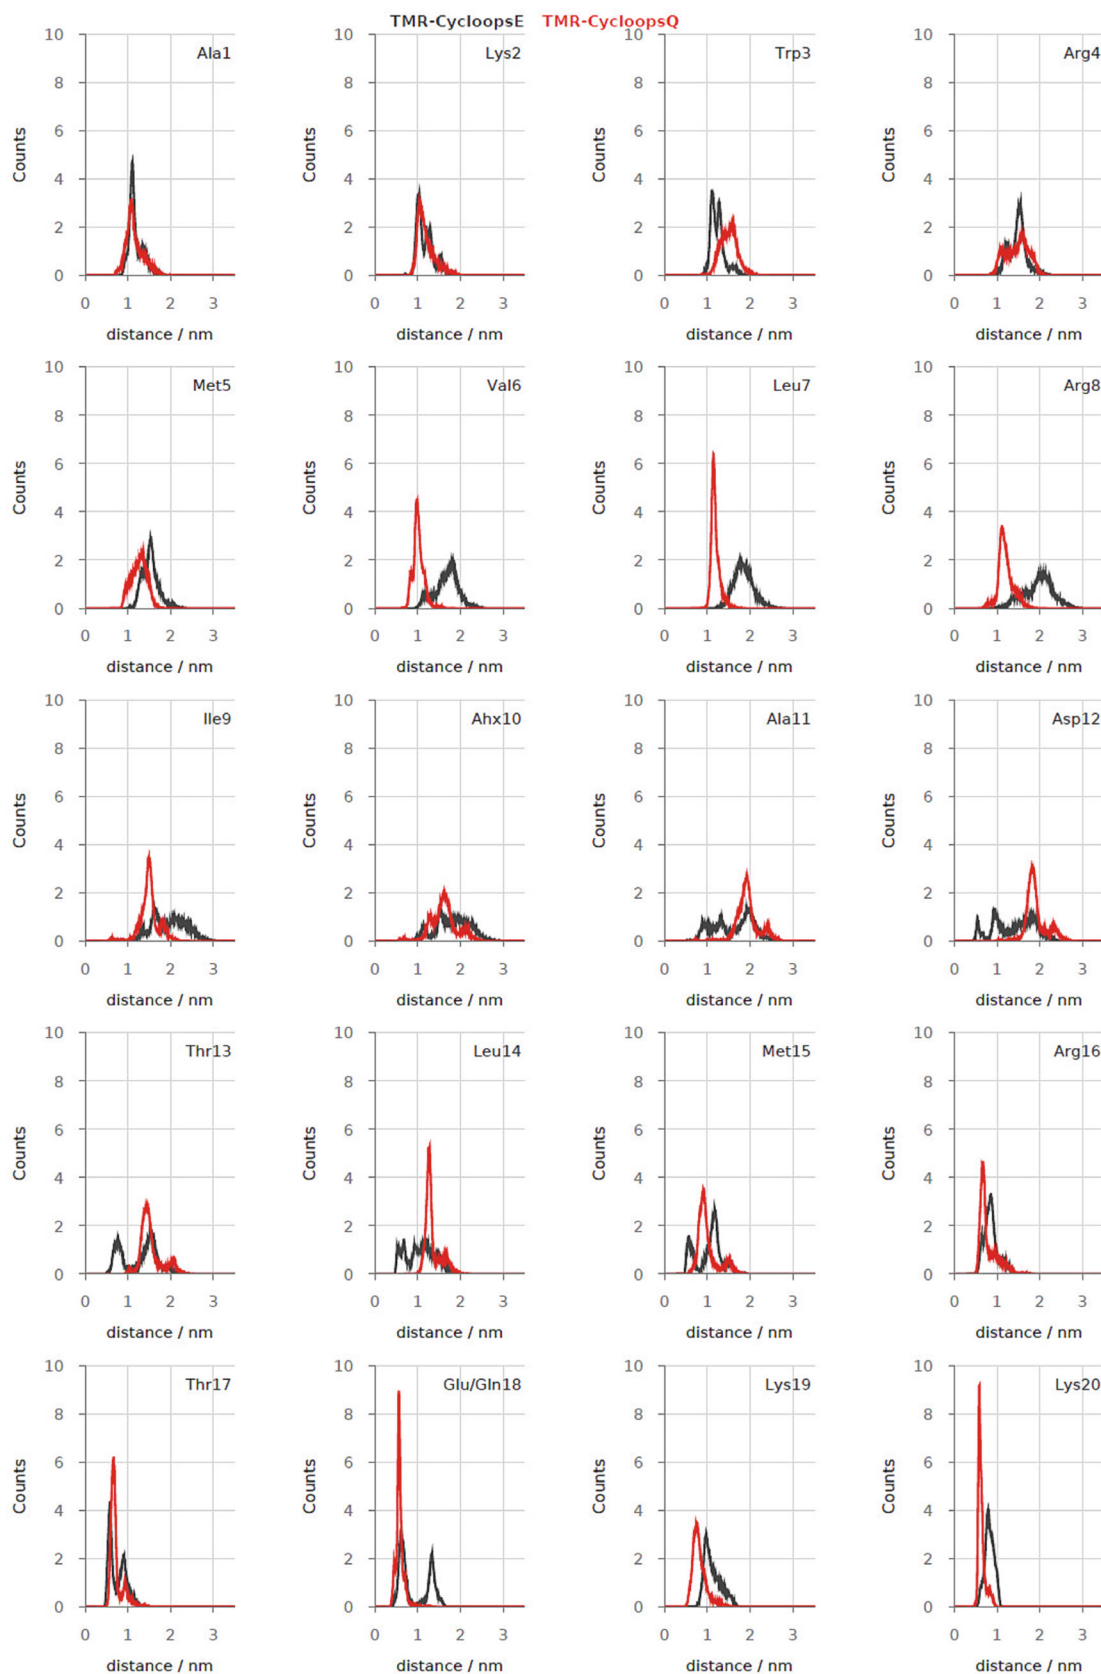 TMR-CycloopsE TMR-CycloopsQ
10 10 10 10
Ala1 Lys2 Trp3 Arg4
8 8 8 8
6 6 6 6
Counts Counts Counts Counts
4 4 4 4
2 2 2 2
0 0 0 0
0 1 2 3 0 1 2 3 0 1 2 3 0 1 2 3
distance / nm distance / nm distance / nm distance / nm
10 10 10 10
Met5 Val6 Leu7 Arg8
8 8 8 8
6 6 6 6
Counts Counts Counts Counts
4 4 4 4
2 2 2 2
0 0 0 0
0 1 2 3 0 1 2 3 0 1 2 3 0 1 2 3
distance / nm distance / nm distance / nm distance / nm
10 10 10 10
Ile9 Ahx10 Ala11 Asp12
8 8 8 8
6 6 6 6
Counts Counts Counts Counts
4 4 4 4
2 2 2 2
0 0 0 0
0 1 2 3 0 1 2 3 0 1 2 3 0 1 2 3
distance / nm distance / nm distance / nm distance / nm
10 10 10 10
Thr13 Leu14 Met15 Arg16
8 8 8 8
6 6 6 6
Counts Counts Counts Counts
4 4 4 4
2 2 2 2
0 0 0 0
0 1 2 3 0 1 2 3 0 1 2 3 0 1 2 3
distance / nm distance / nm distance / nm distance / nm
10 10 10 10
Thr17 Glu/Gln18 Lys19 Lys20
8 8 8 8
6 6 6 6
Counts Counts Counts Counts
4 4 4 4
2 2 2 2
0 0 0 0
0 1 2 3 0 1 2 3 0 1 2 3 0 1 2 3
distance / nm distance / nm distance / nm distance / nm